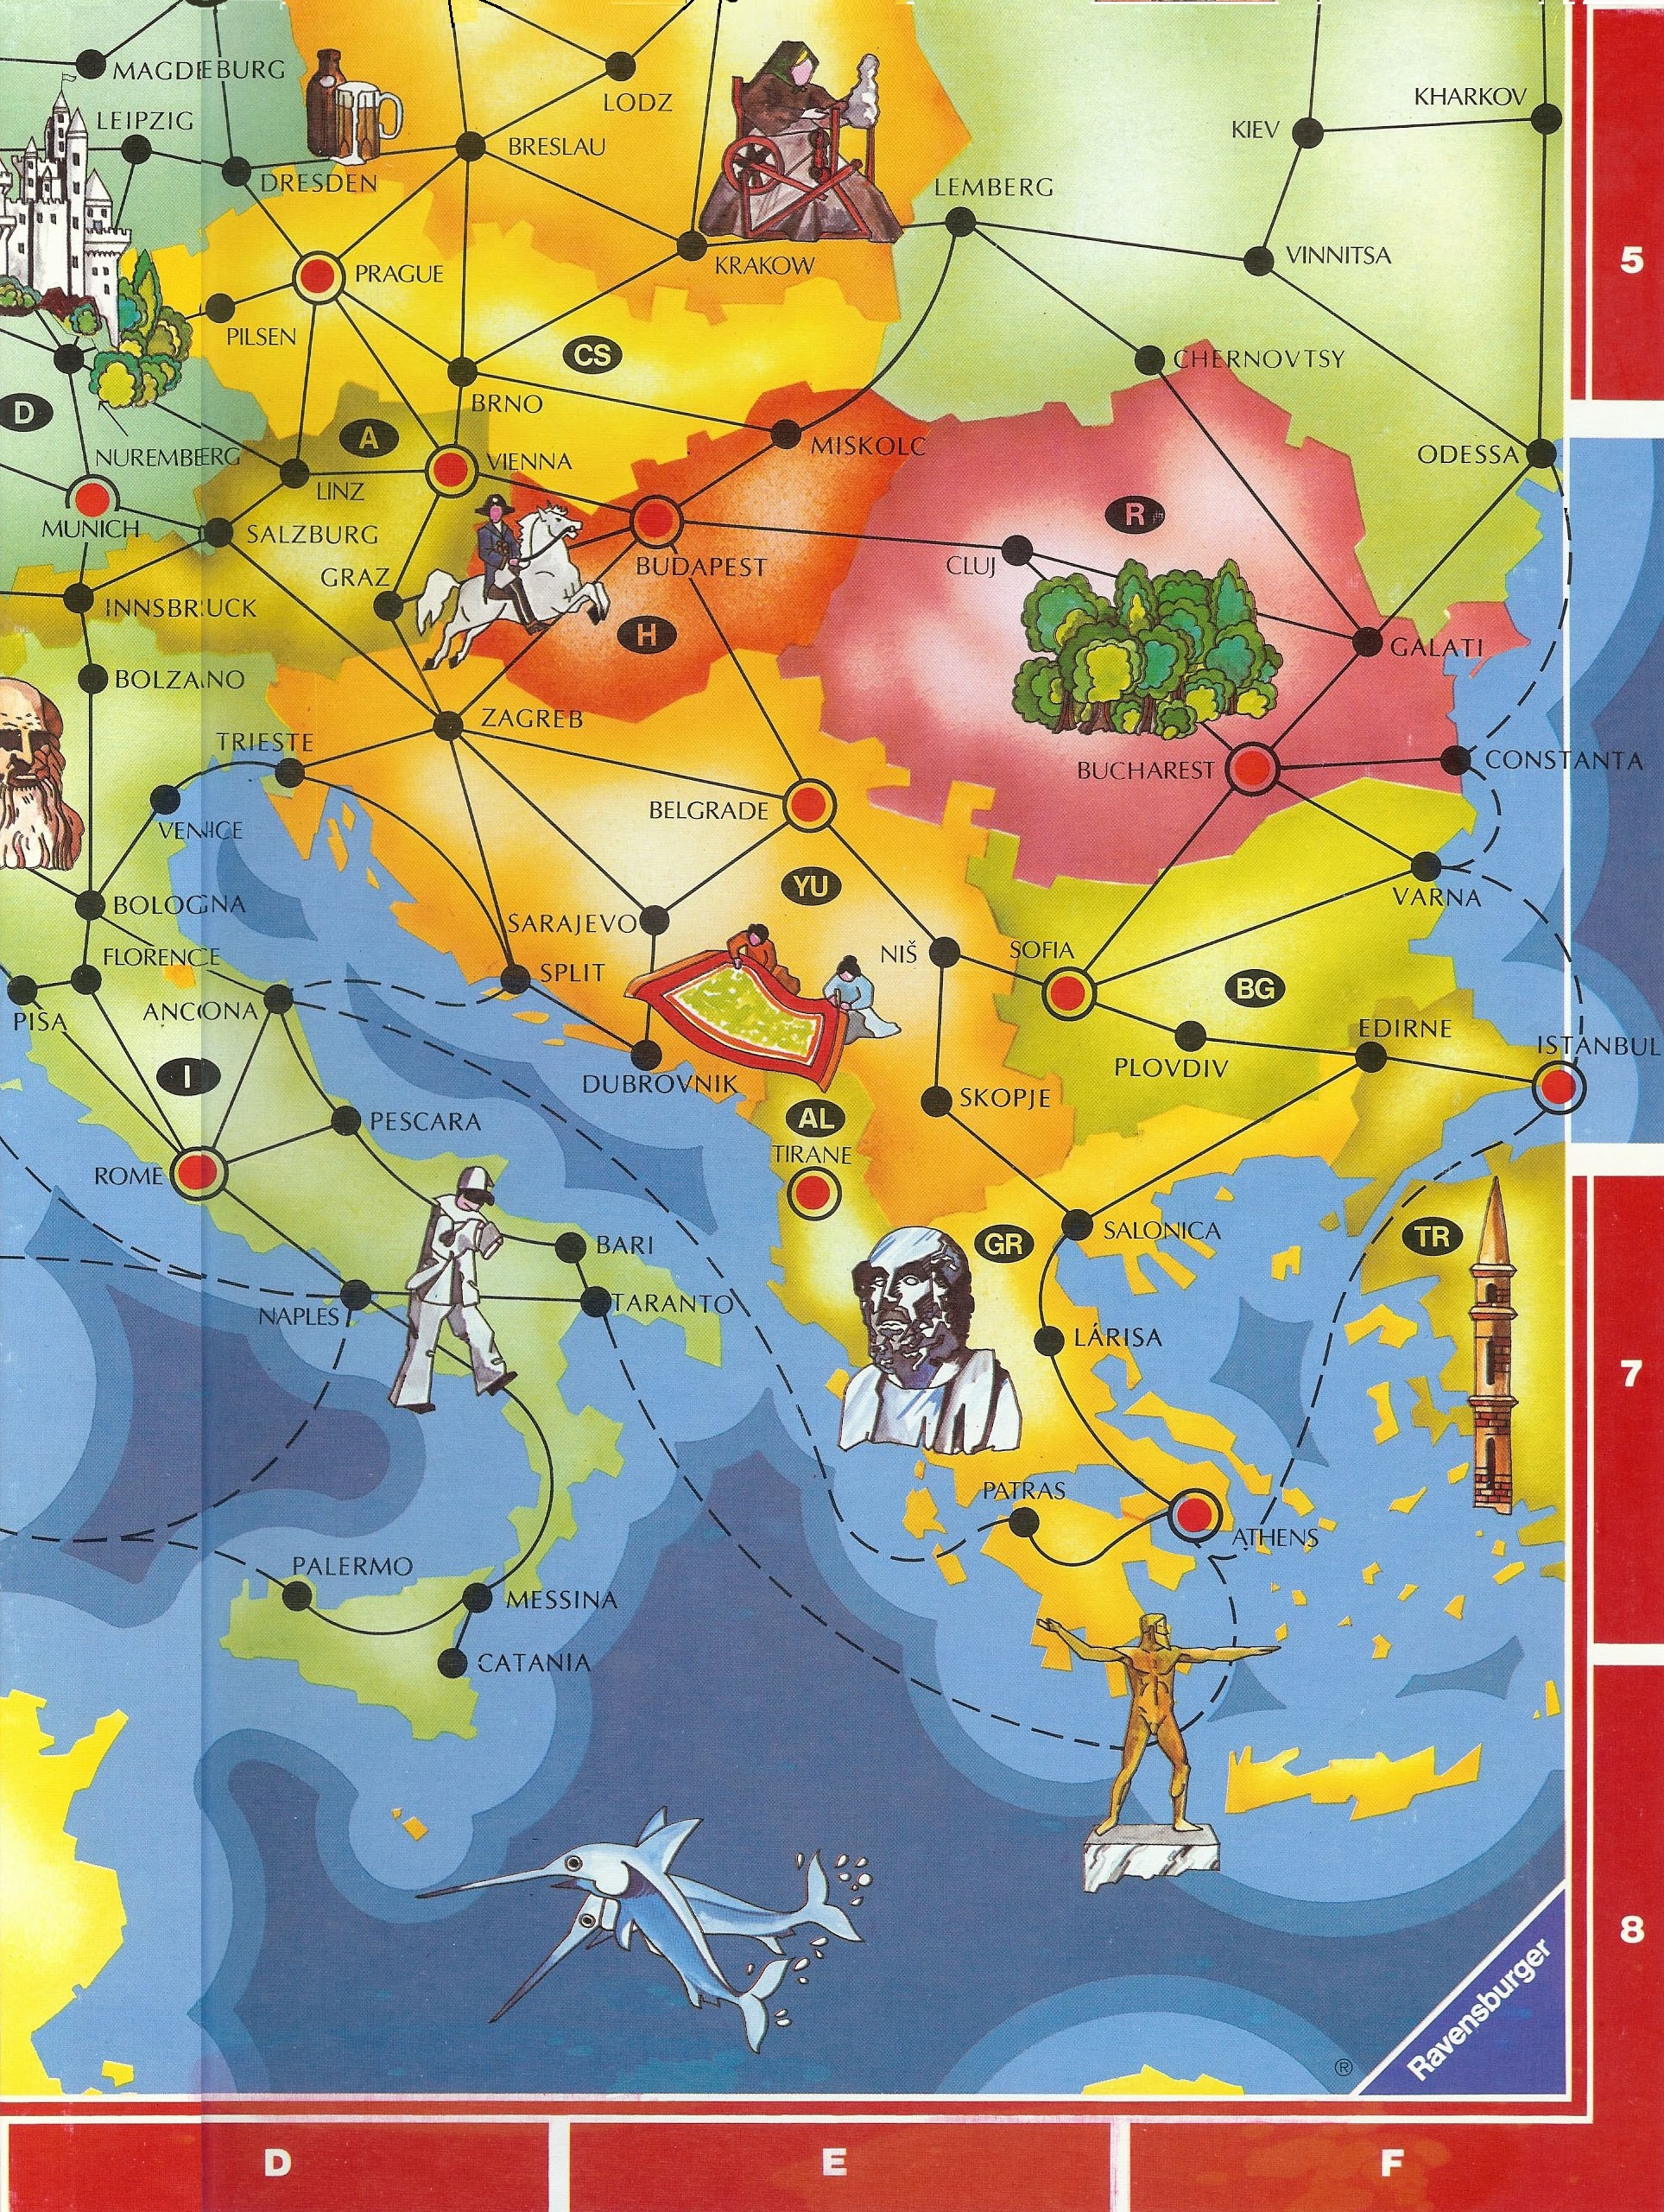 MAGDEBURG
LODZ
KHARKOV
LEIPZIG
KIEV
BRESLAU
DRESDEN
LEMBERG
VINNITSA
5
KRAKOW
PRAGUE
PILSEN
CS
CHERNOVTSY
BRNO
D
A
MISKOLC
NUREMBERG
VIENNA
ODESSA
LINZ
R
MUNICH
SALZBURG
BUDAPEST
CLUJ
GRAZ
INNSBRUCK
H
GALATI
BOLZANO
ZAGREB
TRIESTE
BUCHAREST
CONSTANTA
BELGRADE
VENICE
YU
VARNA
BOLOGNA
SARAJEVO
NIŠ
SOFIA
FLORENCE
SPLIT
BG
ANCONA
PISA
EDIRNE
ISTANBUL
PLOVDIV
I
DUBROVNIK
SKOPJE
AL
PESCARA
TIRANE
ROME
SALONICA
GR
TR
BARI
TARANTO
NAPLES
LÁRISA
7
PATRAS
ATHENS
PALERMO
MESSINA
CATANIA
8
Ravensburger
®
D
E
F